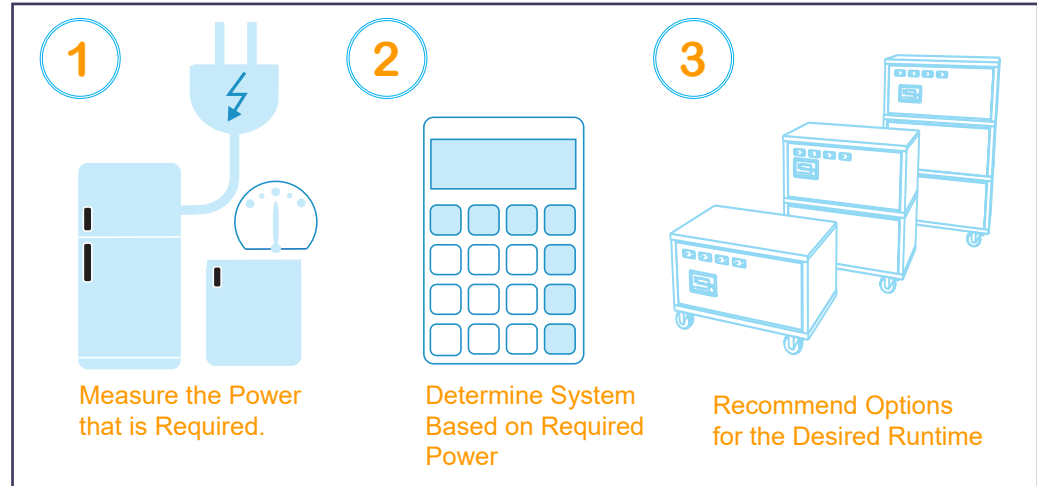 1
Measure the Power
that is Required.
2
Determine System
Based on Required
Power
3
Recommend Options
for the Desired Runtime